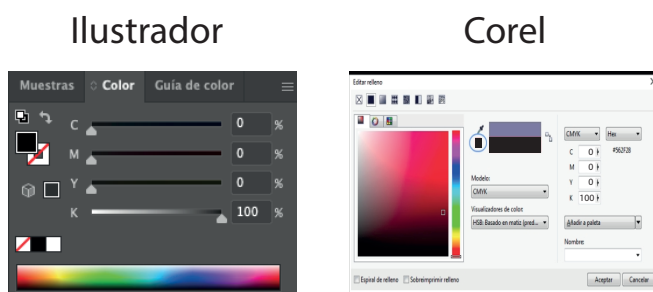 Ilustrador
Muestras Color Guía de color
C 0 %
M 0 %
Y 0 %
K 100 %
Corel
Editar relleno
Modelo:
CMYK
Visualizadores de color:
HSB: Basado en matiz (pred...
CMYK Hex
C 0 #562F28
M 0
Y 0
K 100
Añadir a paleta
Nombre:
Espiral de relleno Sobreimprimir relleno
Aceptar Cancelar